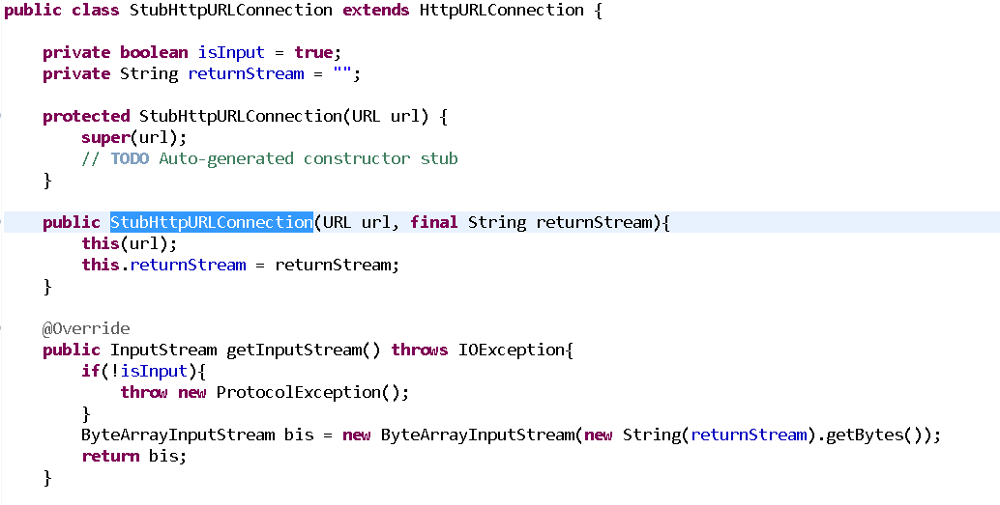 public class StubHttpURLConnection extends HttpURLConnection {
private boolean isInput = true;
private String returnStream = "";
protected StubHttpURLConnection(URL url) {
super(url);
// TODO Auto-generated constructor stub
}
public StubHttpURLConnection(URL url, final String returnStream){
this(url);
this.returnStream = returnStream;
}
@Override
public InputStream getInputStream() throws IOException{
if(!isInput){
throw new ProtocolException();
}
ByteArrayInputStream bis = new ByteArrayInputStream(new String(returnStream).getBytes());
return bis;
}